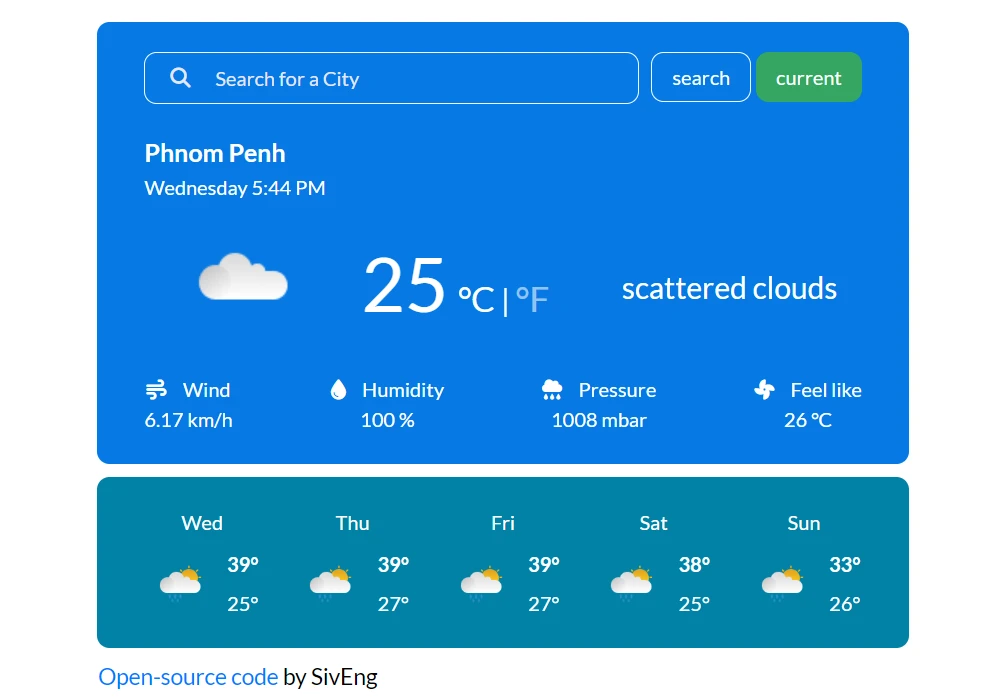 Search for a City search current
Phnom Penh
Wednesday 5:44 PM
25 °C | °F scattered clouds
Wind Humidity Pressure Feel like
6.17 km/h 100 % 1008 mbar 26 °C
Wed Thu Fri Sat Sun
39° 39° 39° 38° 33°
25° 27° 27° 25° 26°
Open-source code by SivEng